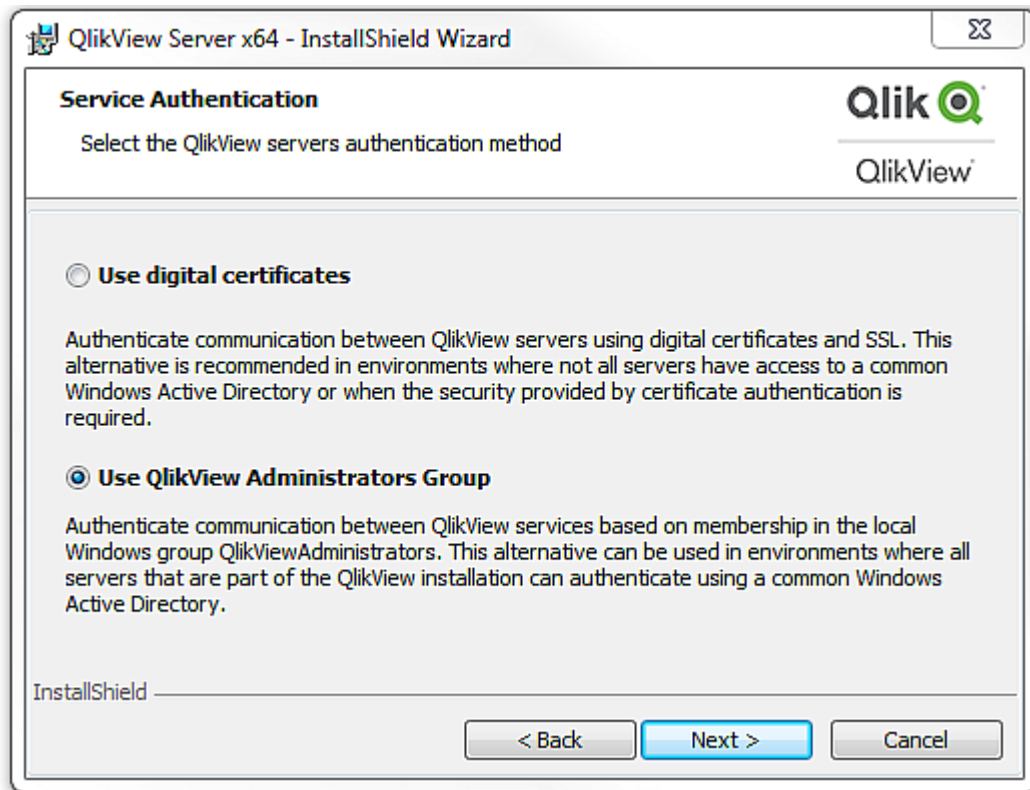 QlikView Server x64 - InstallShield Wizard
Service Authentication
Select the QlikView servers authentication method
Qlik
QlikView
Use digital certificates
Authenticate communication between QlikView servers using digital certificates and SSL. This
alternative is recommended in environments where not all servers have access to a common
Windows Active Directory or when the security provided by certificate authentication is
required.
Use QlikView Administrators Group
Authenticate communication between QlikView services based on membership in the local
Windows group QlikViewAdministrators. This alternative can be used in environments where all
servers that are part of the QlikView installation can authenticate using a common Windows
Active Directory.
InstallShield
< Back
Next >
Cancel